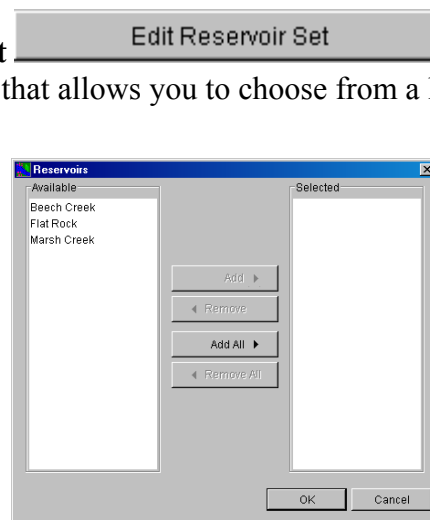 t Edit Reservoir Set
that allows you to choose from a
Reservoirs
Available Selected
Beech Creek
Flat Rock
Marsh Creek
Add
Remove
Add All
Remove All
OK Cancel